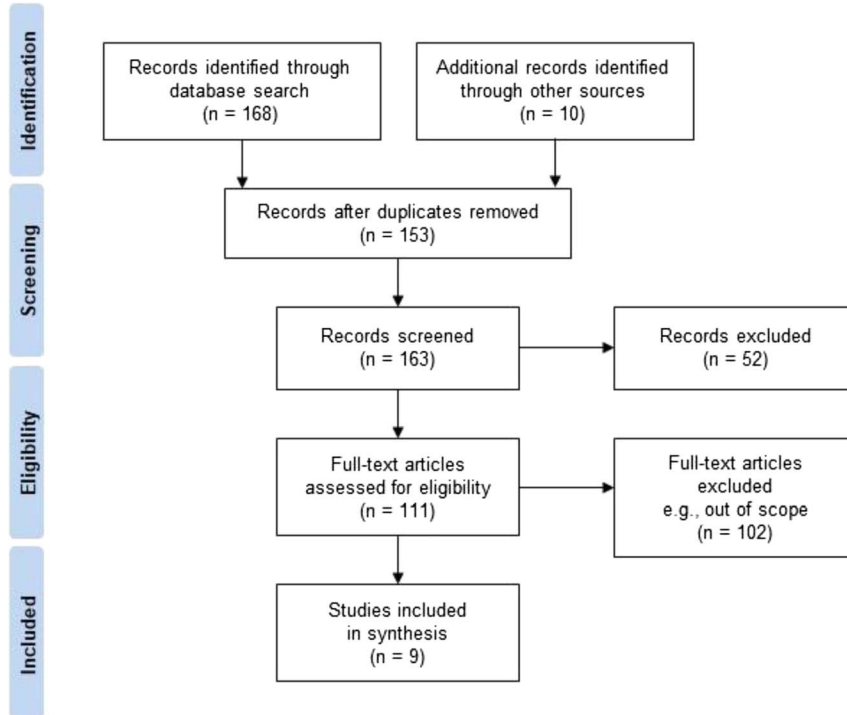 Identification
Records identified through
database search
(n = 168)
Additional records identified
through other sources
(n = 10)
Screening
Records after duplicates removed
(n = 153)
Records screened
(n = 163)
Records excluded
(n = 52)
Eligibility
Full-text articles
assessed for eligibility
(n = 111)
Full-text articles
excluded
e.g., out of scope
(n = 102)
Included
Studies included
in synthesis
(n = 9)